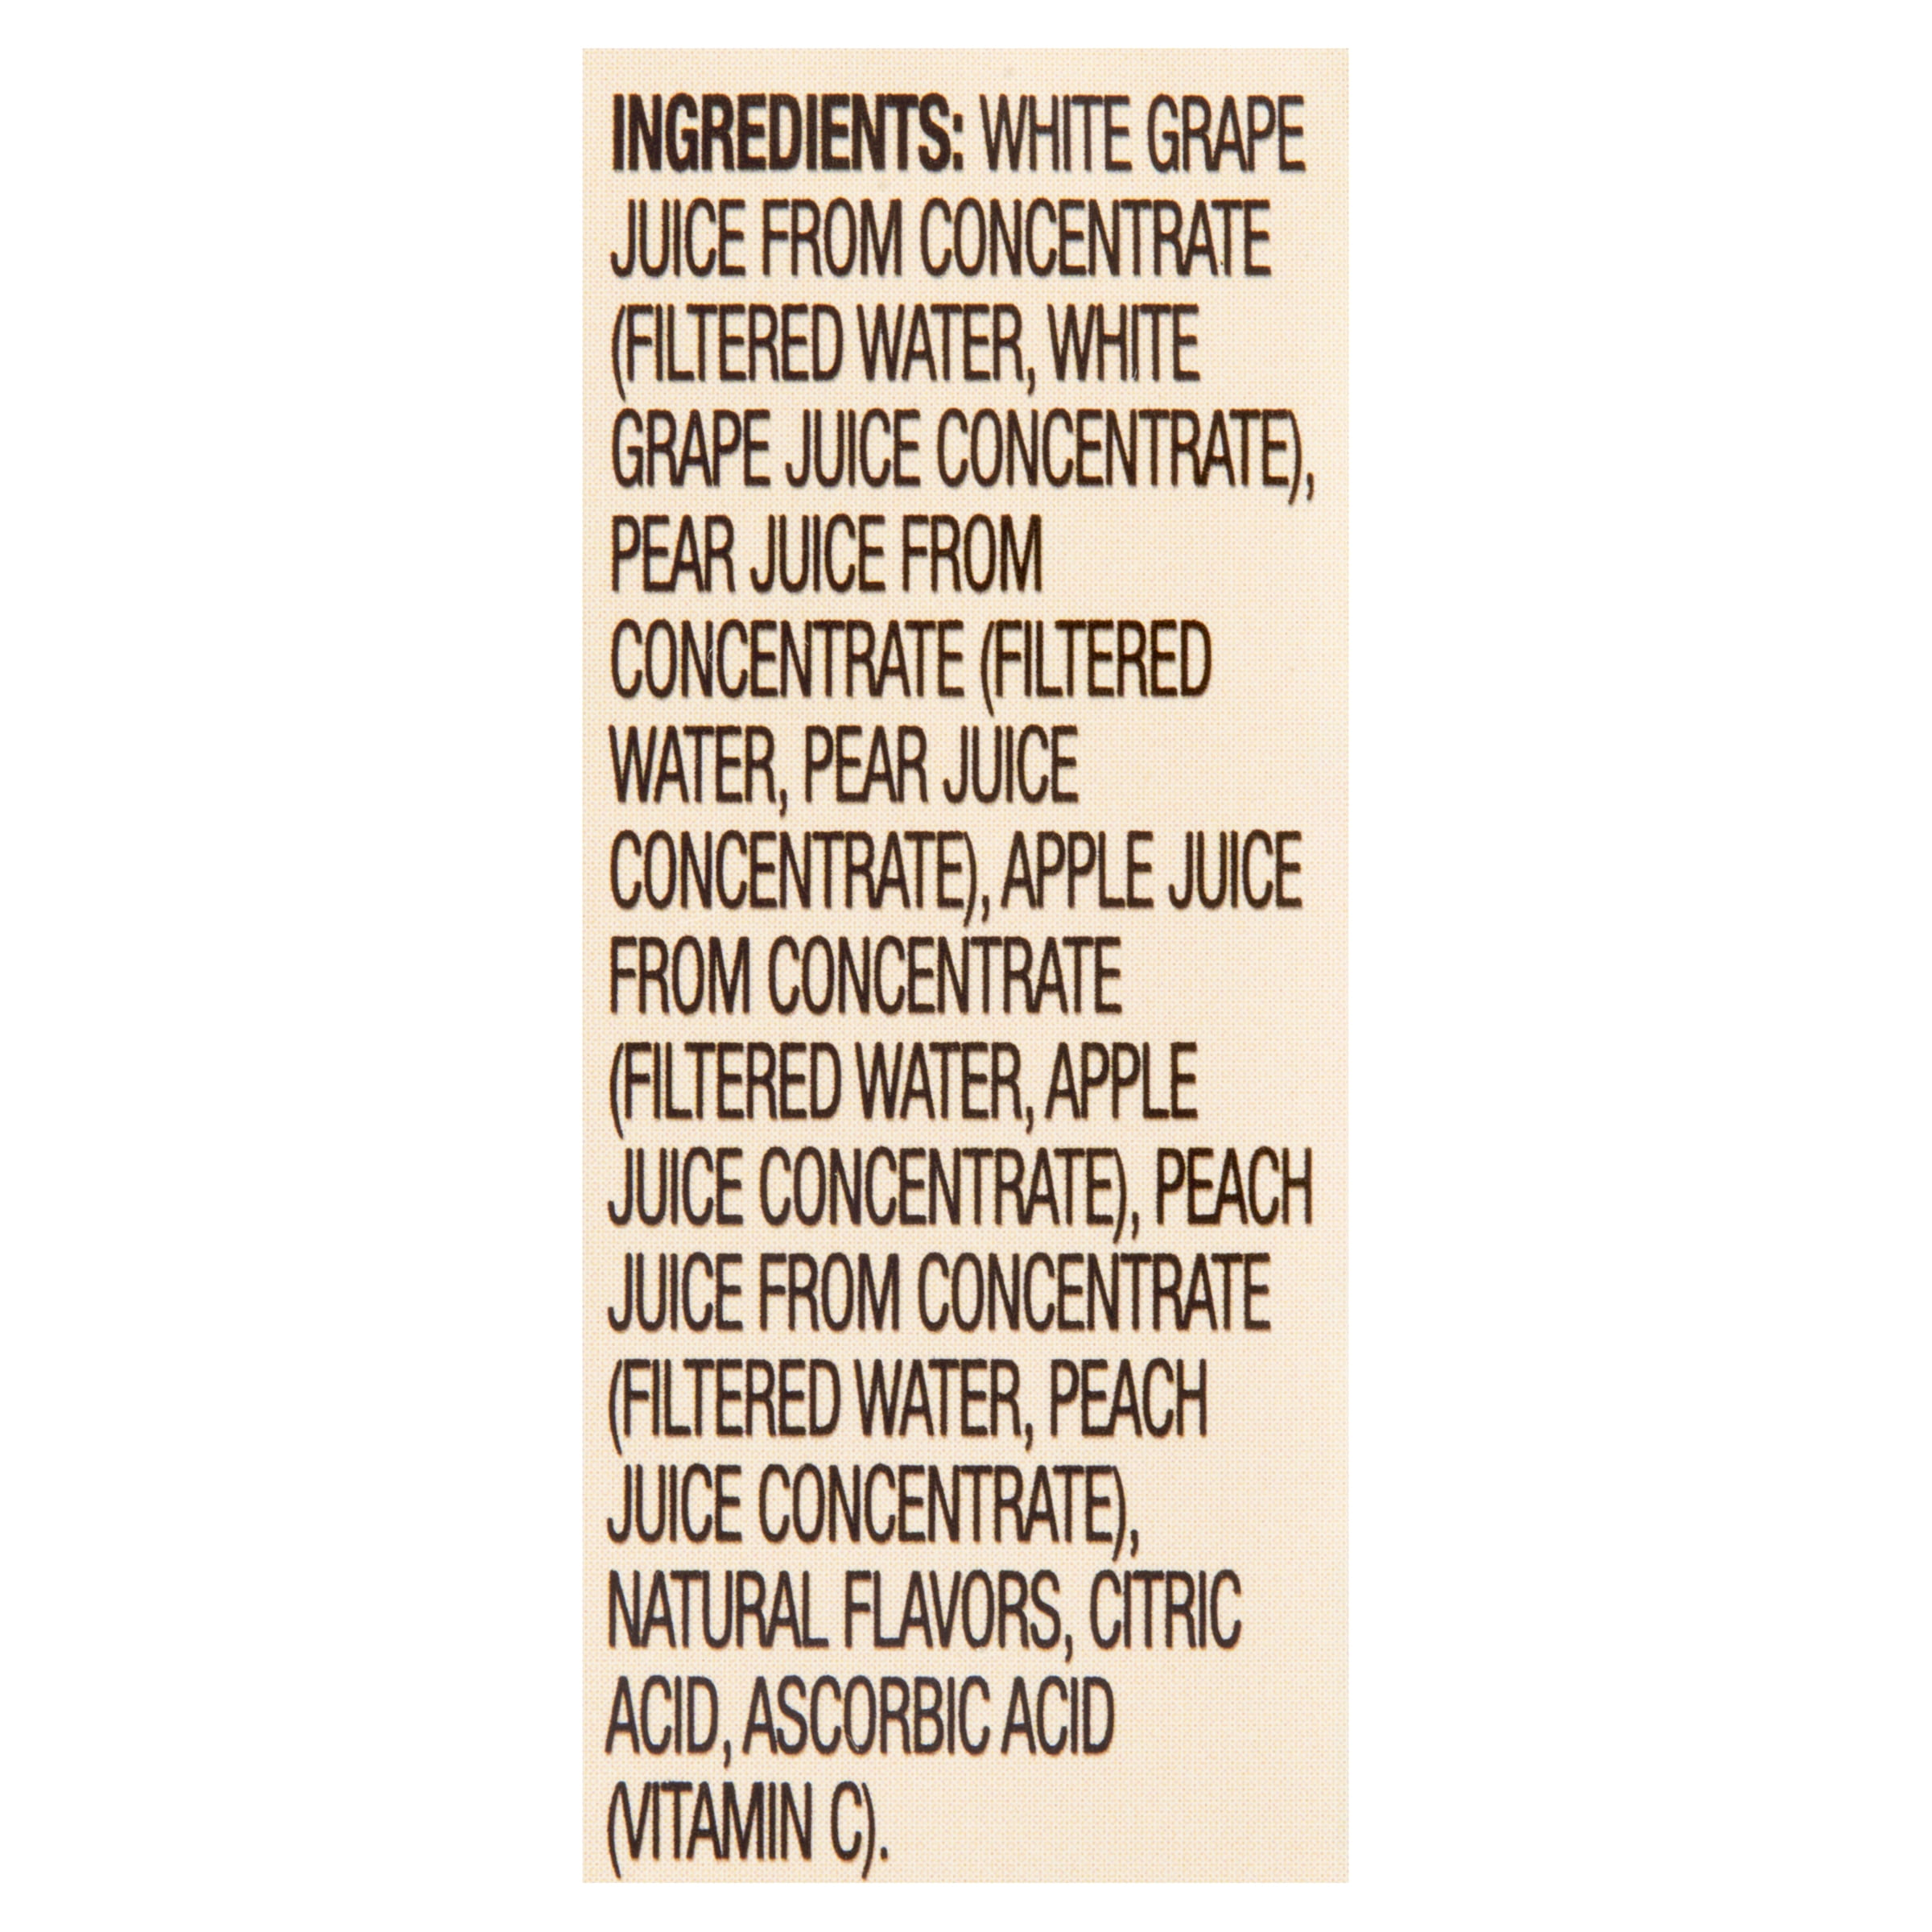 INGREDIENTS: WHITE GRAPE
JUICE FROM CONCENTRATE
(FILTERED WATER, WHITE
GRAPE JUICE CONCENTRATE),
PEAR JUICE FROM
CONCENTRATE (FILTERED
WATER, PEAR JUICE
CONCENTRATE), APPLE JUICE
FROM CONCENTRATE
(FILTERED WATER, APPLE
JUICE CONCENTRATE), PEACH
JUICE FROM CONCENTRATE
(FILTERED WATER, PEACH
JUICE CONCENTRATE),
NATURAL FLAVORS, CITRIC
ACID, ASCORBIC ACID
(VITAMIN C).